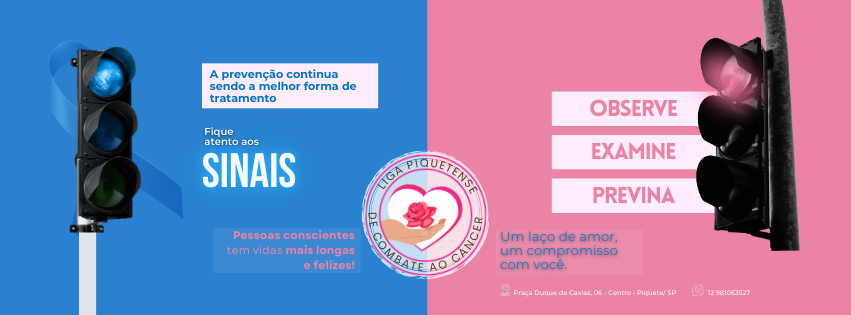 A prevenção continua
sendo a melhor forma de
tratamento
Fique
atento aos
SINAIS
Pessoas conscientes
tem vidas mais longas
e felizes!
LIGA PIQUETENSE
DE COMBATE AO CANCER
OBSERVE
EXAMINE
PREVINA
Um laço de amor,
um compromisso
com você.
Praça Duque de Caxias, 06 - Centro - Piquete/ SP
12 981063527